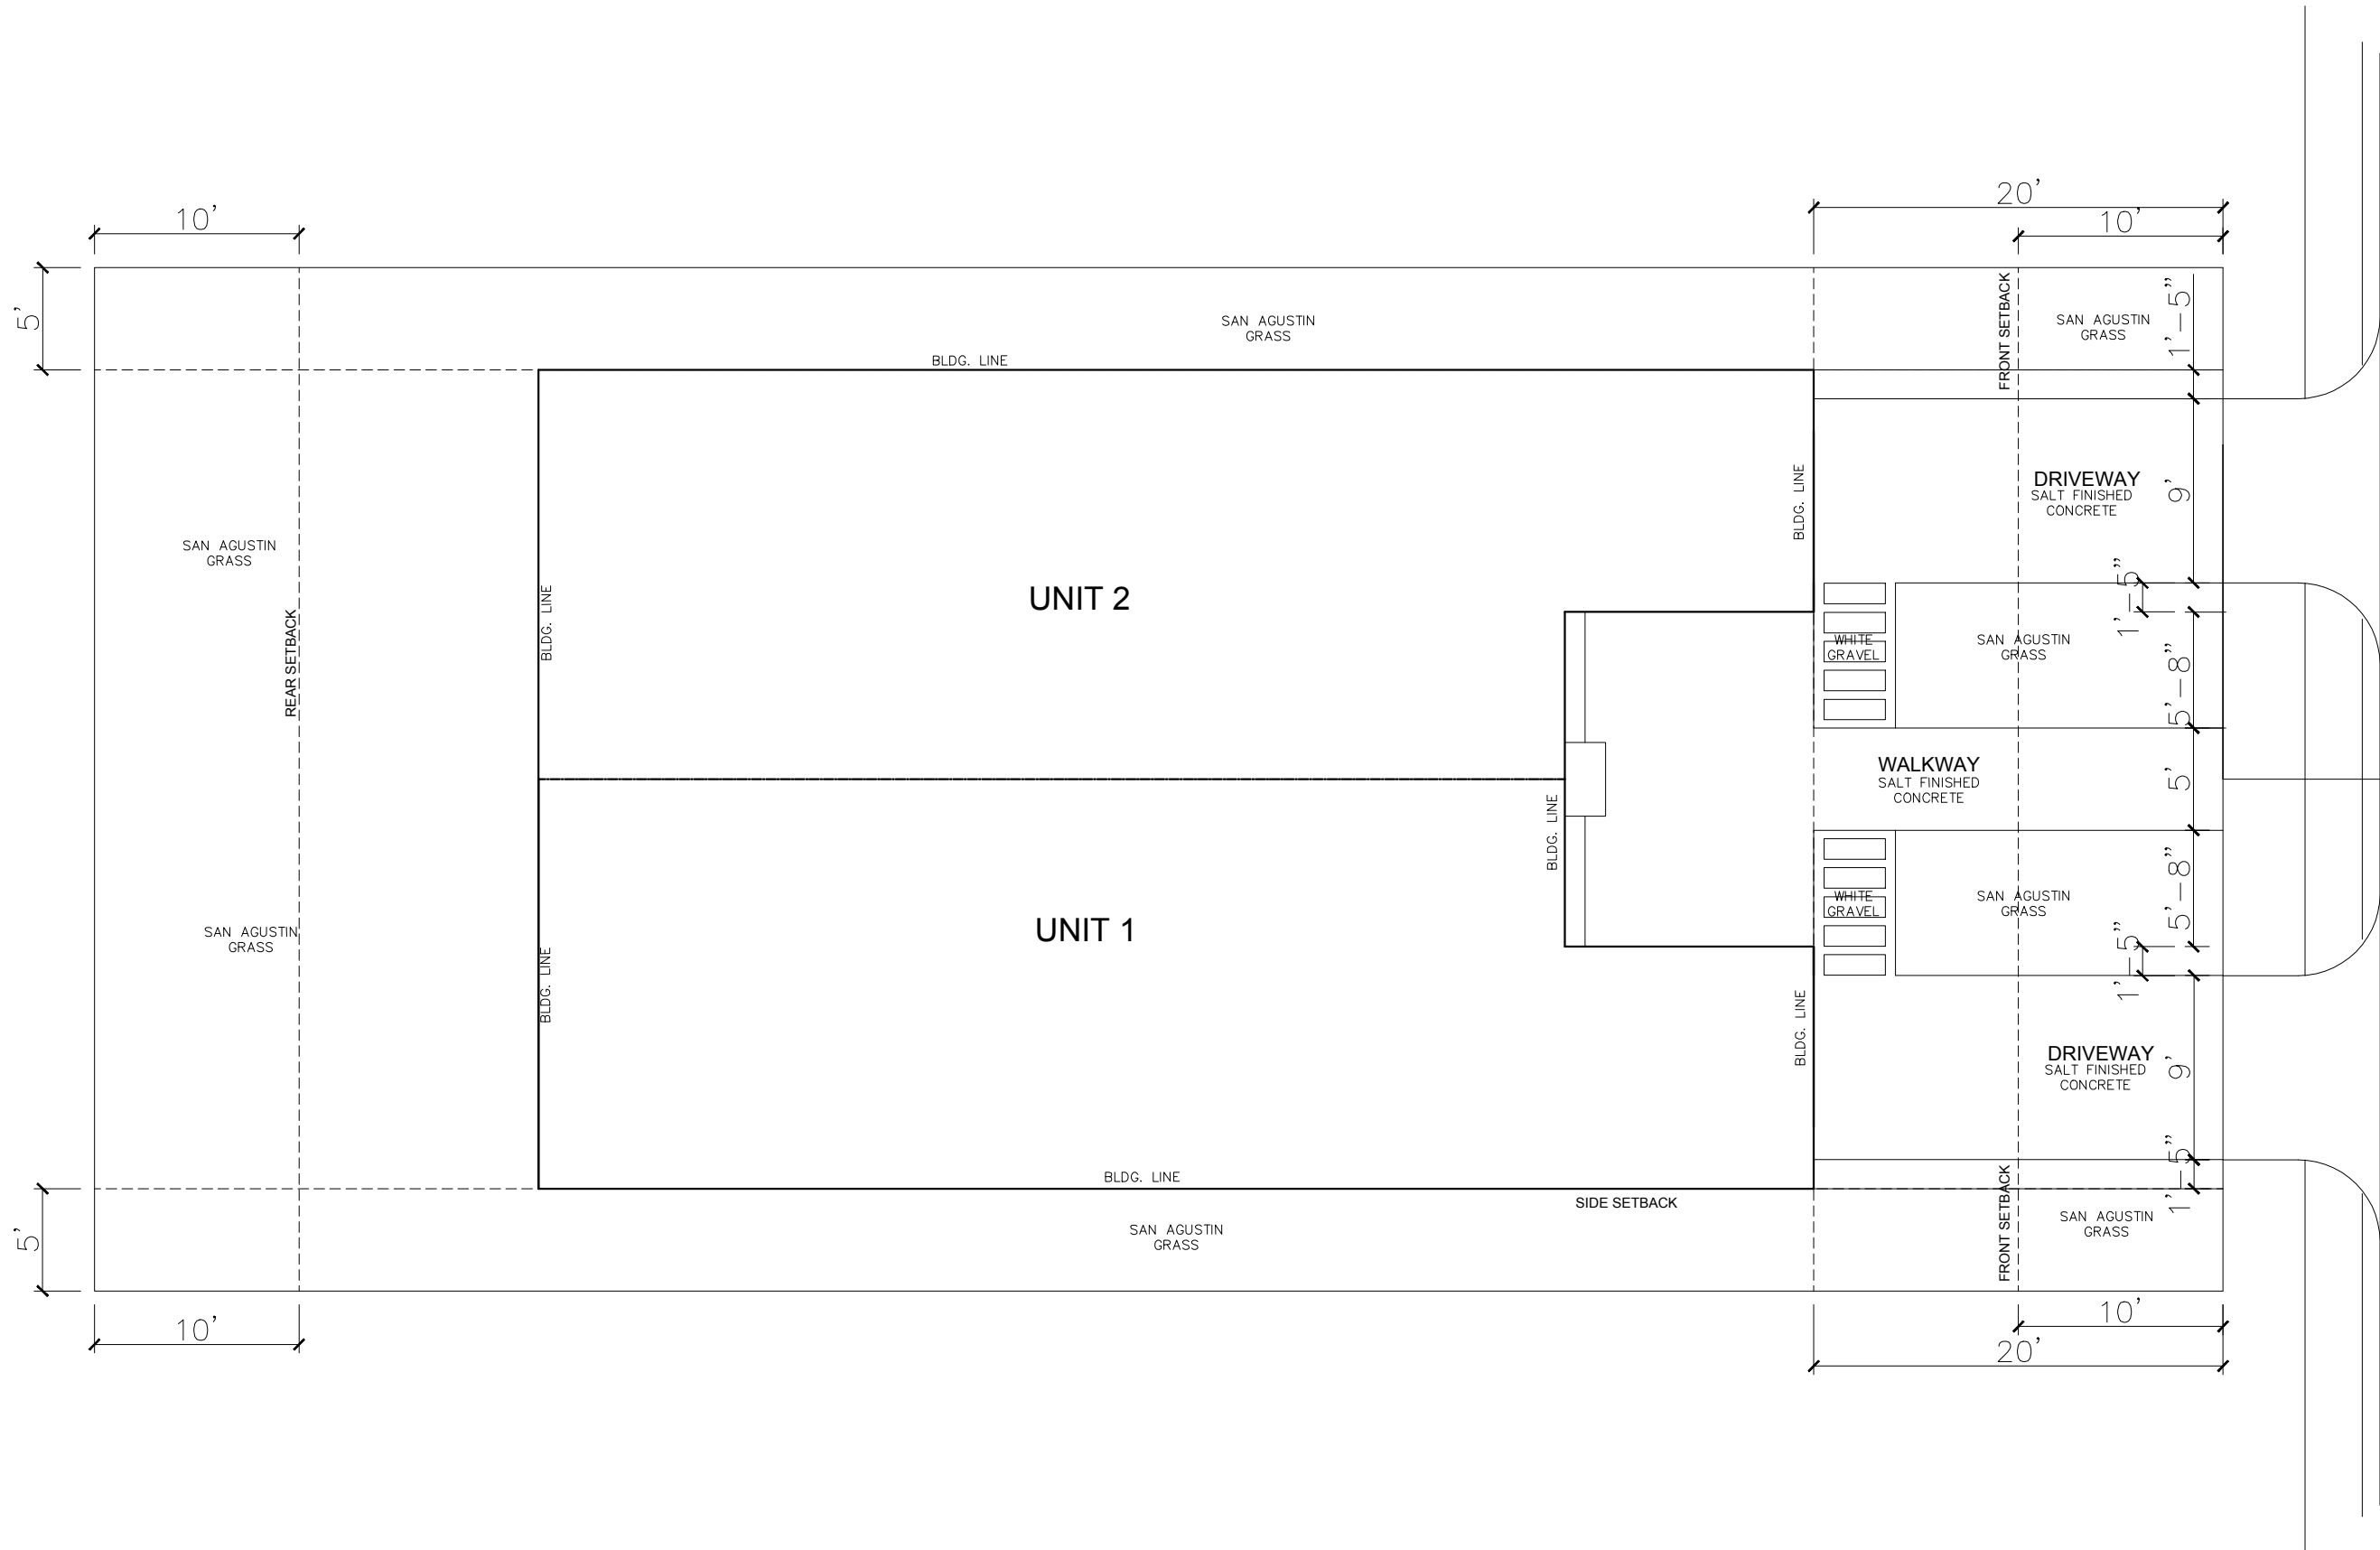 20'
10'
10'
5'
SAN AGUSTIN
GRASS
FRONT SETBACK
SAN AGUSTIN
GRASS
1'-5"
BLDG. LINE
BLDG. LINE
DRIVEWAY
SALT FINISHED
CONCRETE
9'
SAN AGUSTIN
GRASS
BLDG. LINE
UNIT 2
1'-5"
REAR SETBACK
WHITE
GRAVEL
SAN AGUSTIN
GRASS
5'-8"
WALKWAY
SALT FINISHED
CONCRETE
5'
BLDG. LINE
SAN AGUSTIN
GRASS
UNIT 1
WHITE
GRAVEL
SAN AGUSTIN
GRASS
5'-8"
BLDG. LINE
BLDG. LINE
1'-5"
DRIVEWAY
SALT FINISHED
CONCRETE
9'
BLDG. LINE
SIDE SETBACK
1'-5"
5'
SAN AGUSTIN
GRASS
FRONT SETBACK
SAN AGUSTIN
GRASS
10'
10'
20'